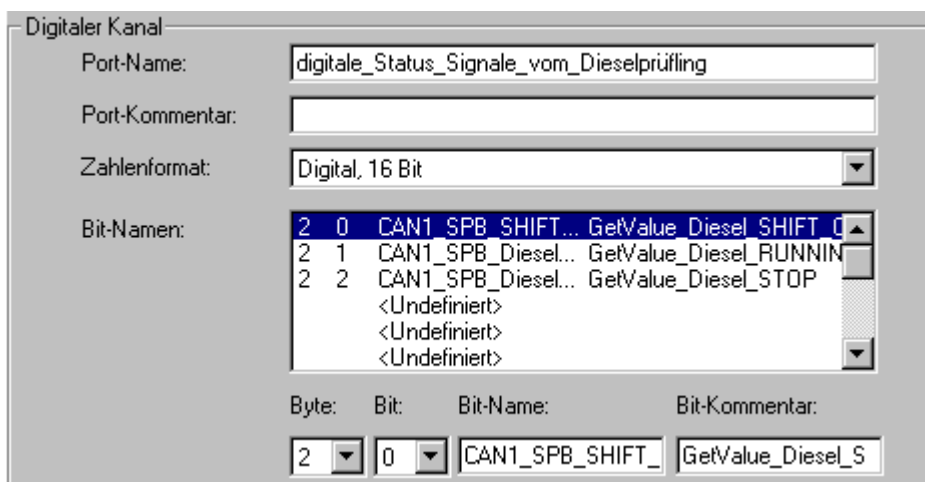 Digitaler Kanal
Port-Name: digitale_Status_Signale_vom_Dieselprüfling
Port-Kommentar:
Zahlenformat: Digital, 16 Bit
Bit-Namen: 2 0 CAN1_SPB_SHIFT... GetValue_Diesel_SHIFT_
2 1 CAN1_SPB_Diesel... GetValue_Diesel_RUNNIN
2 2 CAN1_SPB_Diesel... GetValue_Diesel_STOP
<Undefiniert>
<Undefiniert>
<Undefiniert>
Byte: Bit: Bit-Name: Bit-Kommentar:
2 0 CAN1_SPB_SHIFT_ GetValue_Diesel_S